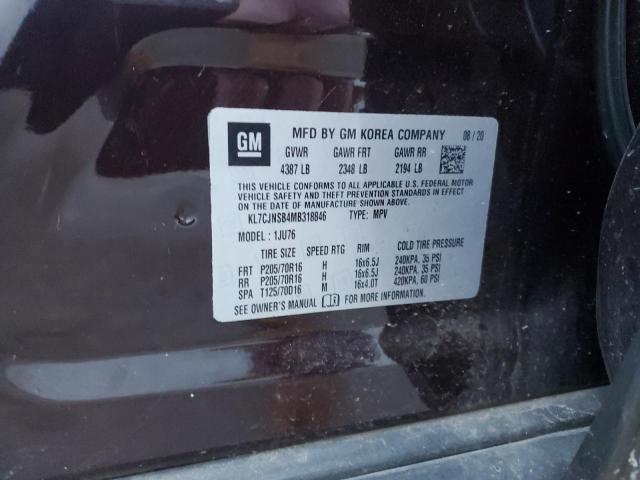 GM MFD BY GM KOREA COMPANY 08/20
GVWR GAWR FRT GAWR RR
4387 LB 2348 LB 2194 LB
THIS VEHICLE CONFORMS TO ALL APPLICABLE U.S. FEDERAL MOTOR
VEHICLE SAFETY AND THEFT PREVENTION STANDARDS IN EFFECT ON
THE DATE OF MANUFACTURE SHOWN ABOVE.
KL7CJNSB4MB318846 TYPE: MPV
MODEL: 1JU76
TIRE SIZE SPEED RTG RIM COLD TIRE PRESSURE
FRT P205/70R16 H 16x6.5J 240KPA, 35 PSI
RR P205/70R16 H 16x6.5J 240KPA, 35 PSI
SPA T125/70D16 M 16x4.0T 420KPA, 60 PSI
SEE OWNER'S MANUAL FOR MORE INFORMATION.